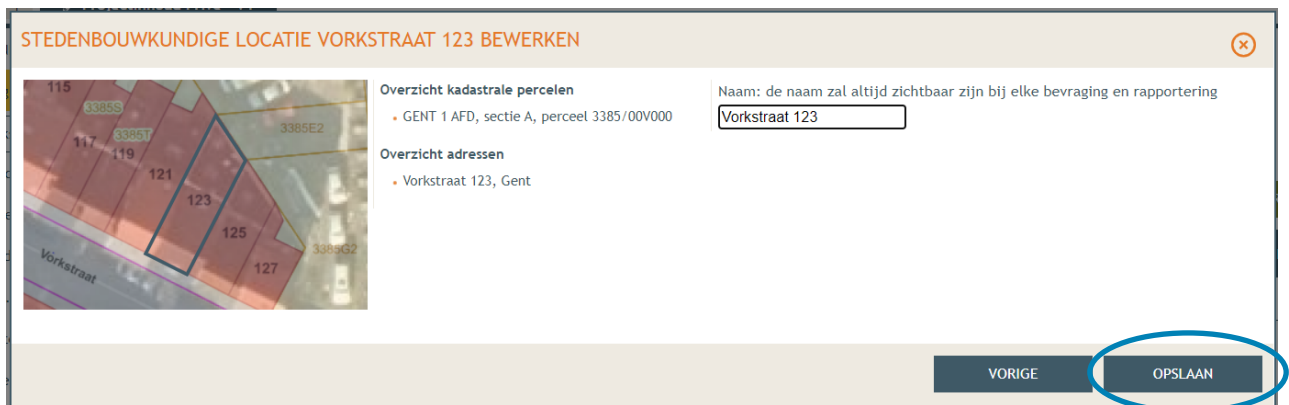 STEDENBOUWKUNDIGE LOCATIE VORKSTRAAT 123 BEWERKEN
115
3385S
3385E2
117
3385T
119
121
123
125
3385G2
127
Vorkstraat
Overzicht kadastrale percelen
GENT 1 AFD, sectie A, perceel 3385/00V000
Overzicht adressen
Vorkstraat 123, Gent
Naam: de naam zal altijd zichtbaar zijn bij elke bevraging en rapportering
Vorkstraat 123
VORIGE
OPSLAAN